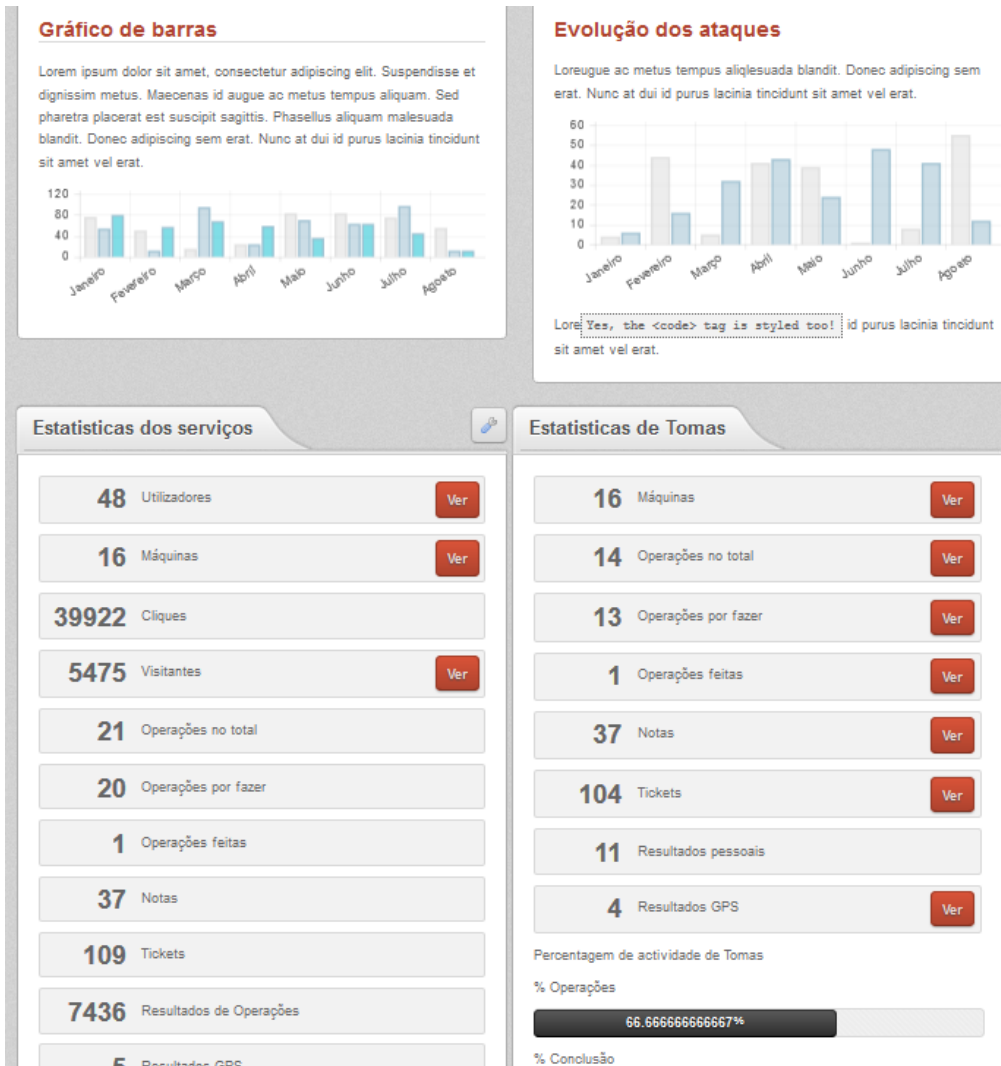 Gráfico de barras
Lorem ipsum dolor sit amet, consectetur adipiscing elit. Suspendisse et
dignissim metus. Maecenas id augue ac metus tempus aliquam. Sed
pharetra placerat est suscipit sagittis. Phasellus aliquam malesuada
blandit. Donec adipiscing sem erat. Nunc at dui id purus lacinia tincidunt
sit amet vel erat.
120
80
40
0
Janeiro Fevereiro Março Abril Maio Junho Julho Agosto
Evolução dos ataques
Loreugue ac metus tempus aliqlesuada blandit. Donec adipiscing sem
erat. Nunc at dui id purus lacinia tincidunt sit amet vel erat.
60
50
40
30
20
10
0
Janeiro Fevereiro Março Abril Maio Junho Julho Agosto
Lore Yes, the <code> tag is styled too! id purus lacinia tincidunt
sit amet vel erat.
Estatisticas dos serviços
48 Utilizadores Ver
16 Máquinas Ver
39922 Cliques
5475 Visitantes Ver
21 Operações no total
20 Operações por fazer
1 Operações feitas
37 Notas
109 Tickets
7436 Resultados de Operações
5 Resultados GPS
Estatisticas de Tomas
16 Máquinas Ver
14 Operações no total Ver
13 Operações por fazer Ver
1 Operações feitas Ver
37 Notas Ver
104 Tickets Ver
11 Resultados pessoais
4 Resultados GPS Ver
Percentagem de actividade de Tomas
% Operações
66.666666666667%
% Conclusão